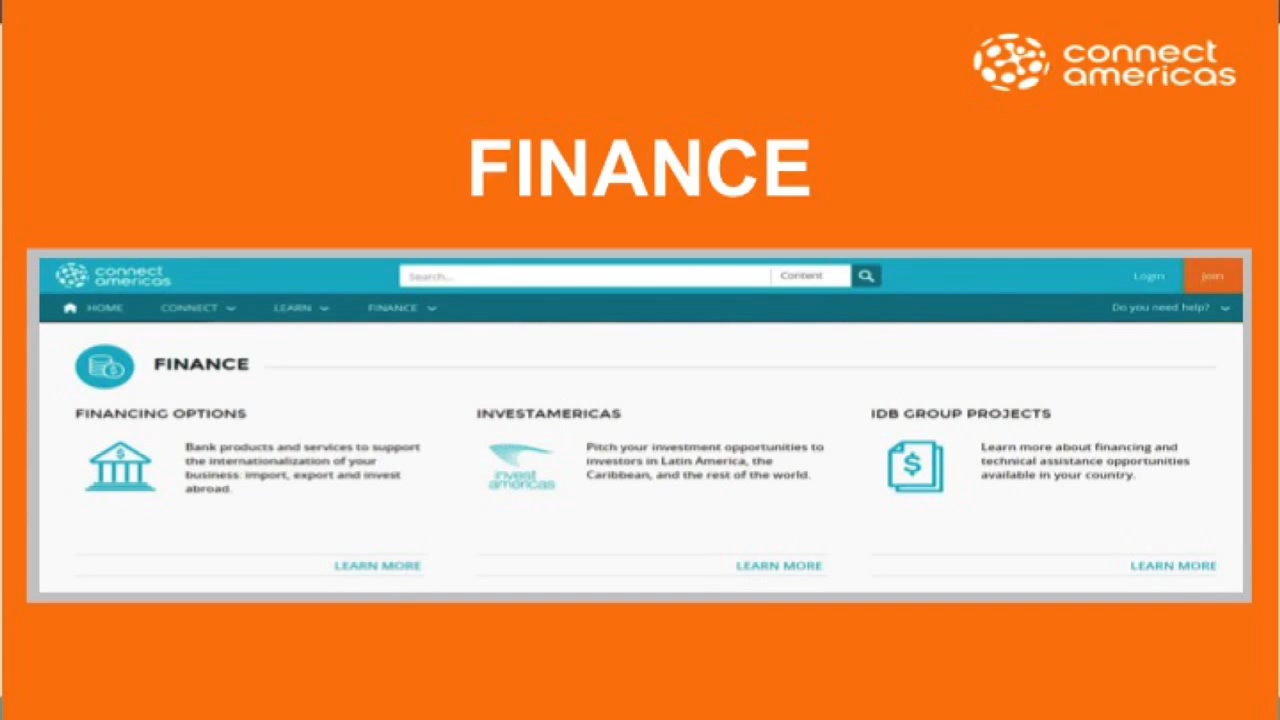 connect
americas
FINANCE
connect
americas
Search...
Content
Login
Join
HOME
CONNECT
LEARN
FINANCE
Do you need help?
FINANCE
FINANCING OPTIONS
Bank products and services to support
the internationalization of your
business: import, export and invest
abroad.
LEARN MORE
INVESTAMERICAS
invest
americas
Pitch your investment opportunities to
investors in Latin America, the
Caribbean, and the rest of the world.
LEARN MORE
IDB GROUP PROJECTS
$
Learn more about financing and
technical assistance opportunities
available in your country.
LEARN MORE